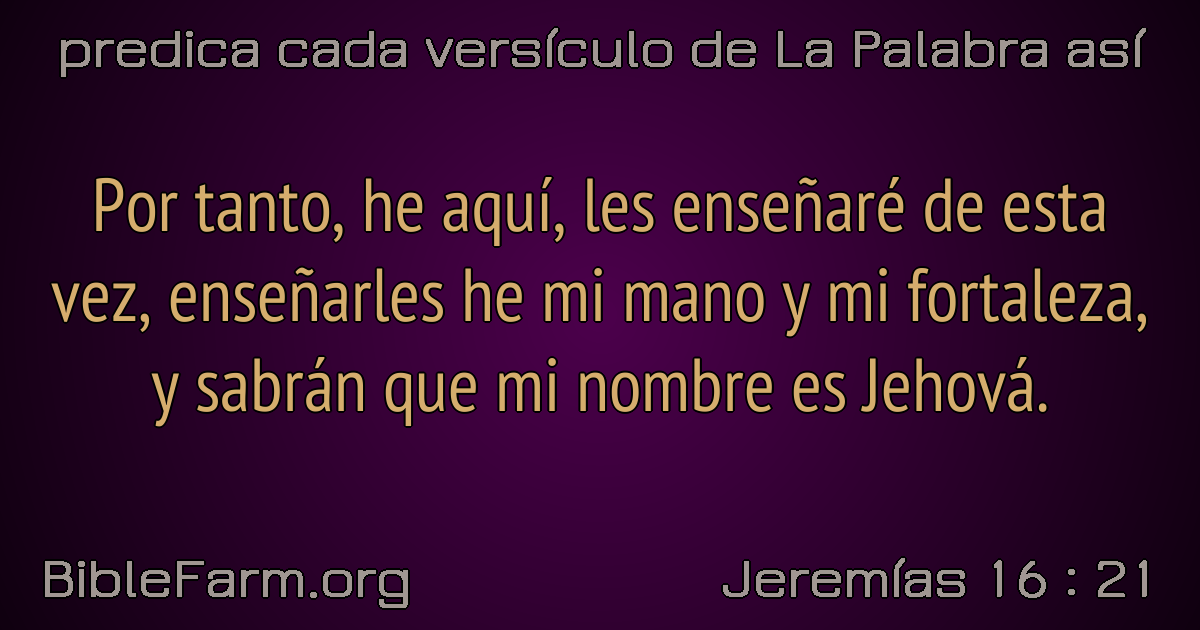 predica cada versículo de La Palabra así
Por tanto, he aquí, les enseñaré de esta
vez, enseñarles he mi mano y mi fortaleza,
y sabrán que mi nombre es Jehová.
BibleFarm.org
Jeremías 16 : 21